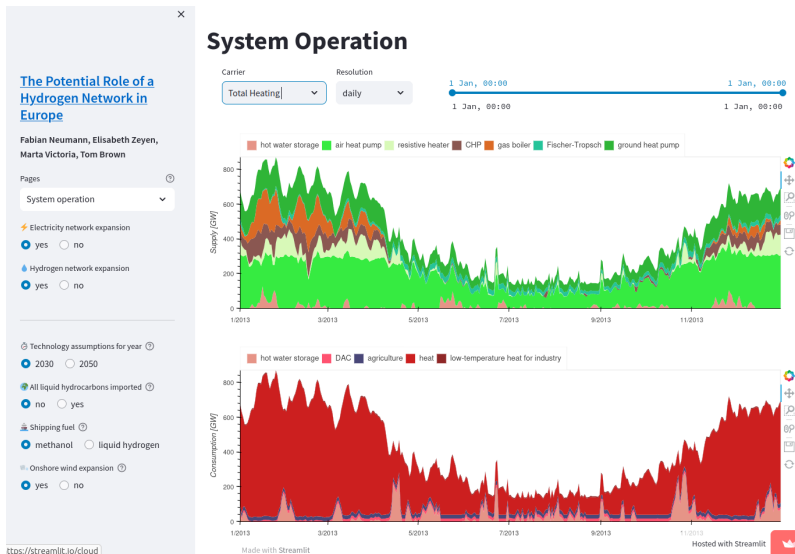 System Operation
The Potential Role of a
Hydrogen Network in
Europe
Fabian Neumann, Elisabeth Zeyen,
Marta Victoria, Tom Brown
Pages
System operation
⚡ Electricity network expansion
yes no
💧 Hydrogen network expansion
yes no
Technology assumptions for year
2030 2050
All liquid hydrocarbons imported
no yes
Shipping fuel
methanol liquid hydrogen
Onshore wind expansion
yes no
ttps://streamlit.io/cloud
Carrier Resolution
Total Heating daily
1 Jan, 00:00 1 Jan, 00:00
1 Jan, 00:00 1 Jan, 00:00
hot water storage air heat pump resistive heater CHP gas boiler Fischer-Tropsch ground heat pump
Supply [GW]
800
600
400
200
0
1/2013 3/2013 5/2013 7/2013 9/2013 11/2013
hot water storage DAC agriculture heat low-temperature heat for industry
Consumption [GW]
800
600
400
200
0
1/2013 3/2013 5/2013 7/2013 9/2013 11/2013
Made with Streamlit
Hosted with Streamlit